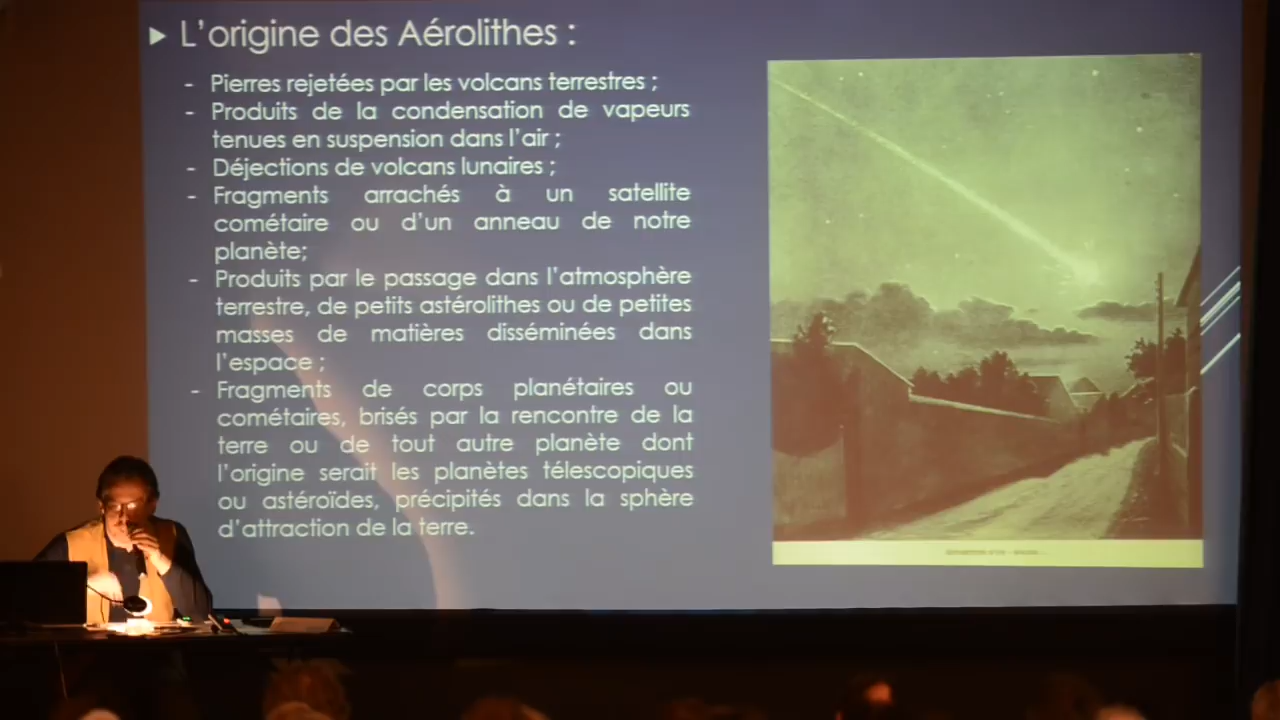 L'origine des Aérolithes :
- Pierres rejetées par les volcans terrestres ;
- Produits de la condensation de vapeurs
tenues en suspension dans l'air ;
- Déjections de volcans lunaires ;
- Fragments arrachés à un satellite
cométaire ou d'un anneau de notre
planète;
- Produits par le passage dans l'atmosphère
terrestre, de petits astérolithes ou de petites
masses de matières disséminées dans
l'espace ;
- Fragments de corps planétaires ou
cométaires, brisés par la rencontre de la
terre ou de tout autre planète dont
l'origine serait les planètes télescopiques
ou astéroïdes, précipités dans la sphère
d'attraction de la terre.